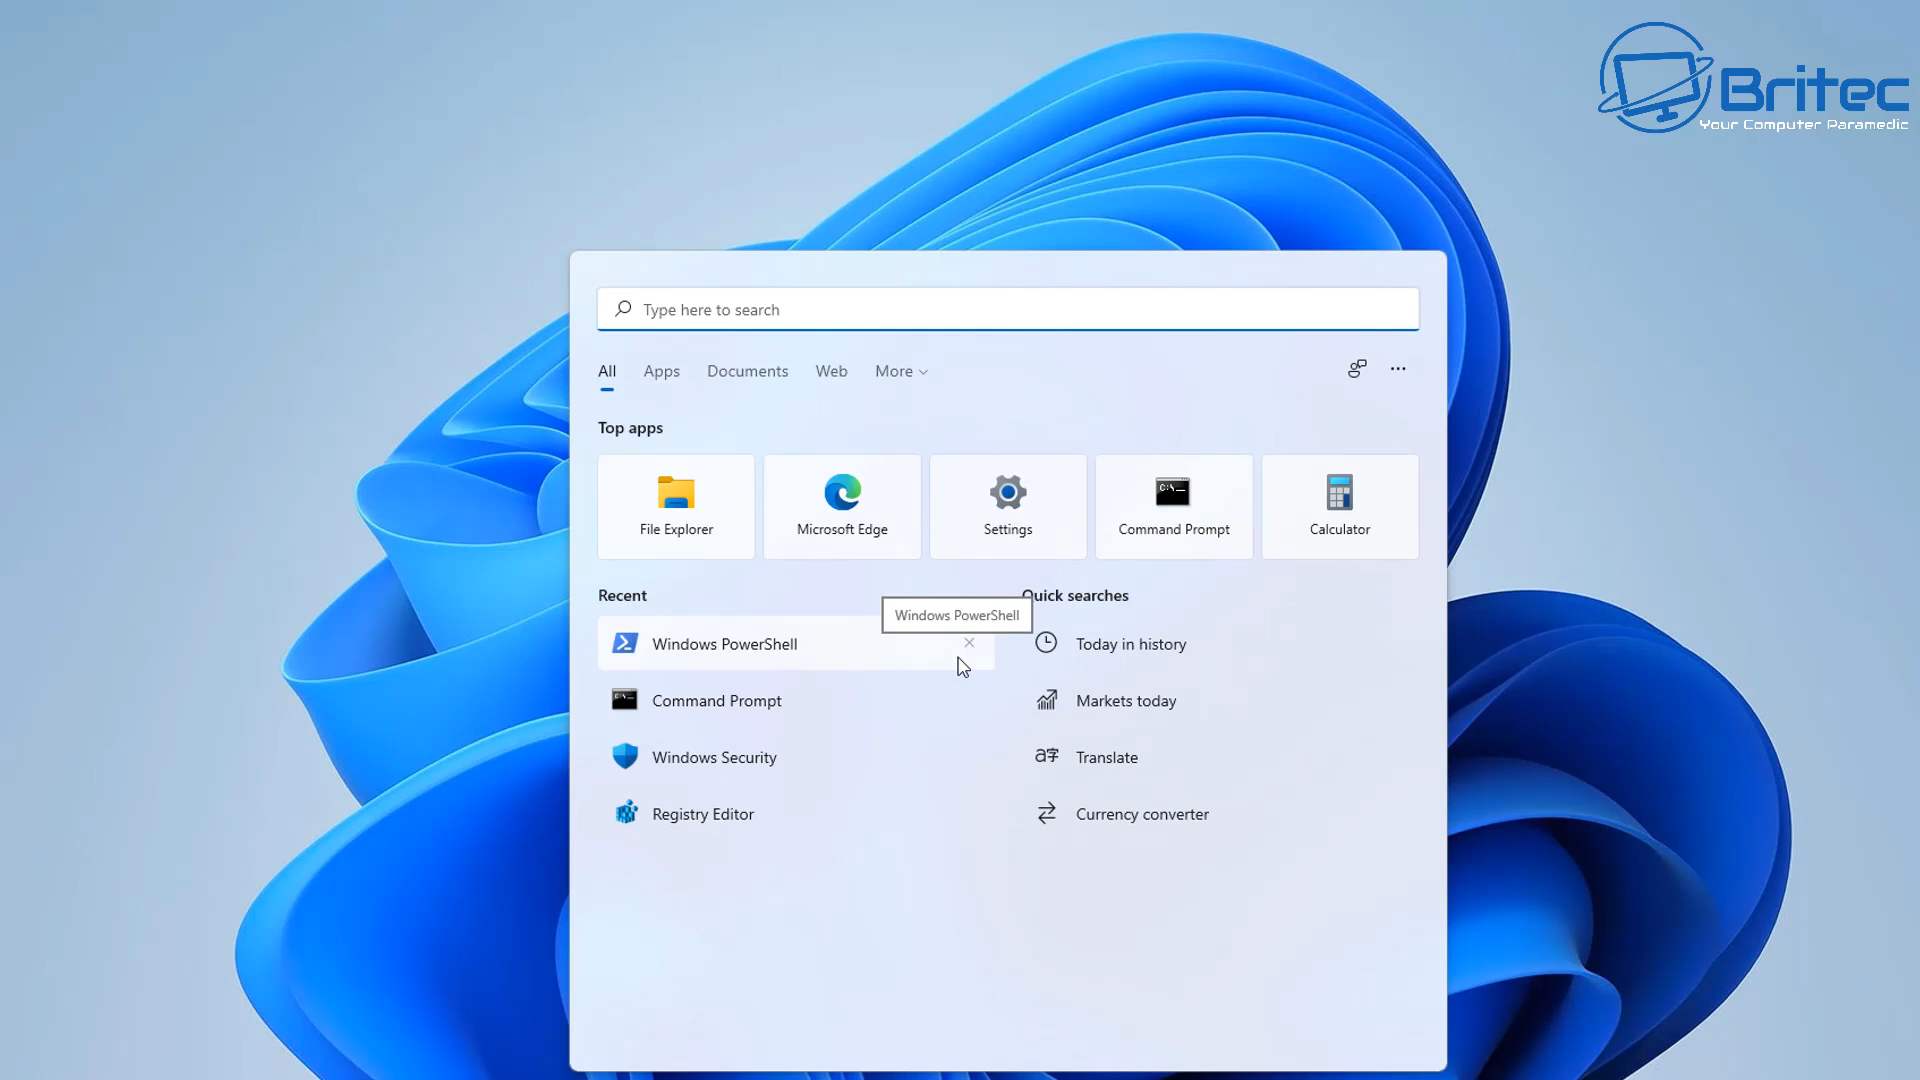 Britec
Your Computer Paramedic
Type here to search
All Apps Documents Web More
Top apps
File Explorer Microsoft Edge Settings Command Prompt Calculator
Recent
Windows PowerShell
Windows PowerShell
Command Prompt
Windows Security
Registry Editor
Quick searches
Today in history
Markets today
Translate
Currency converter